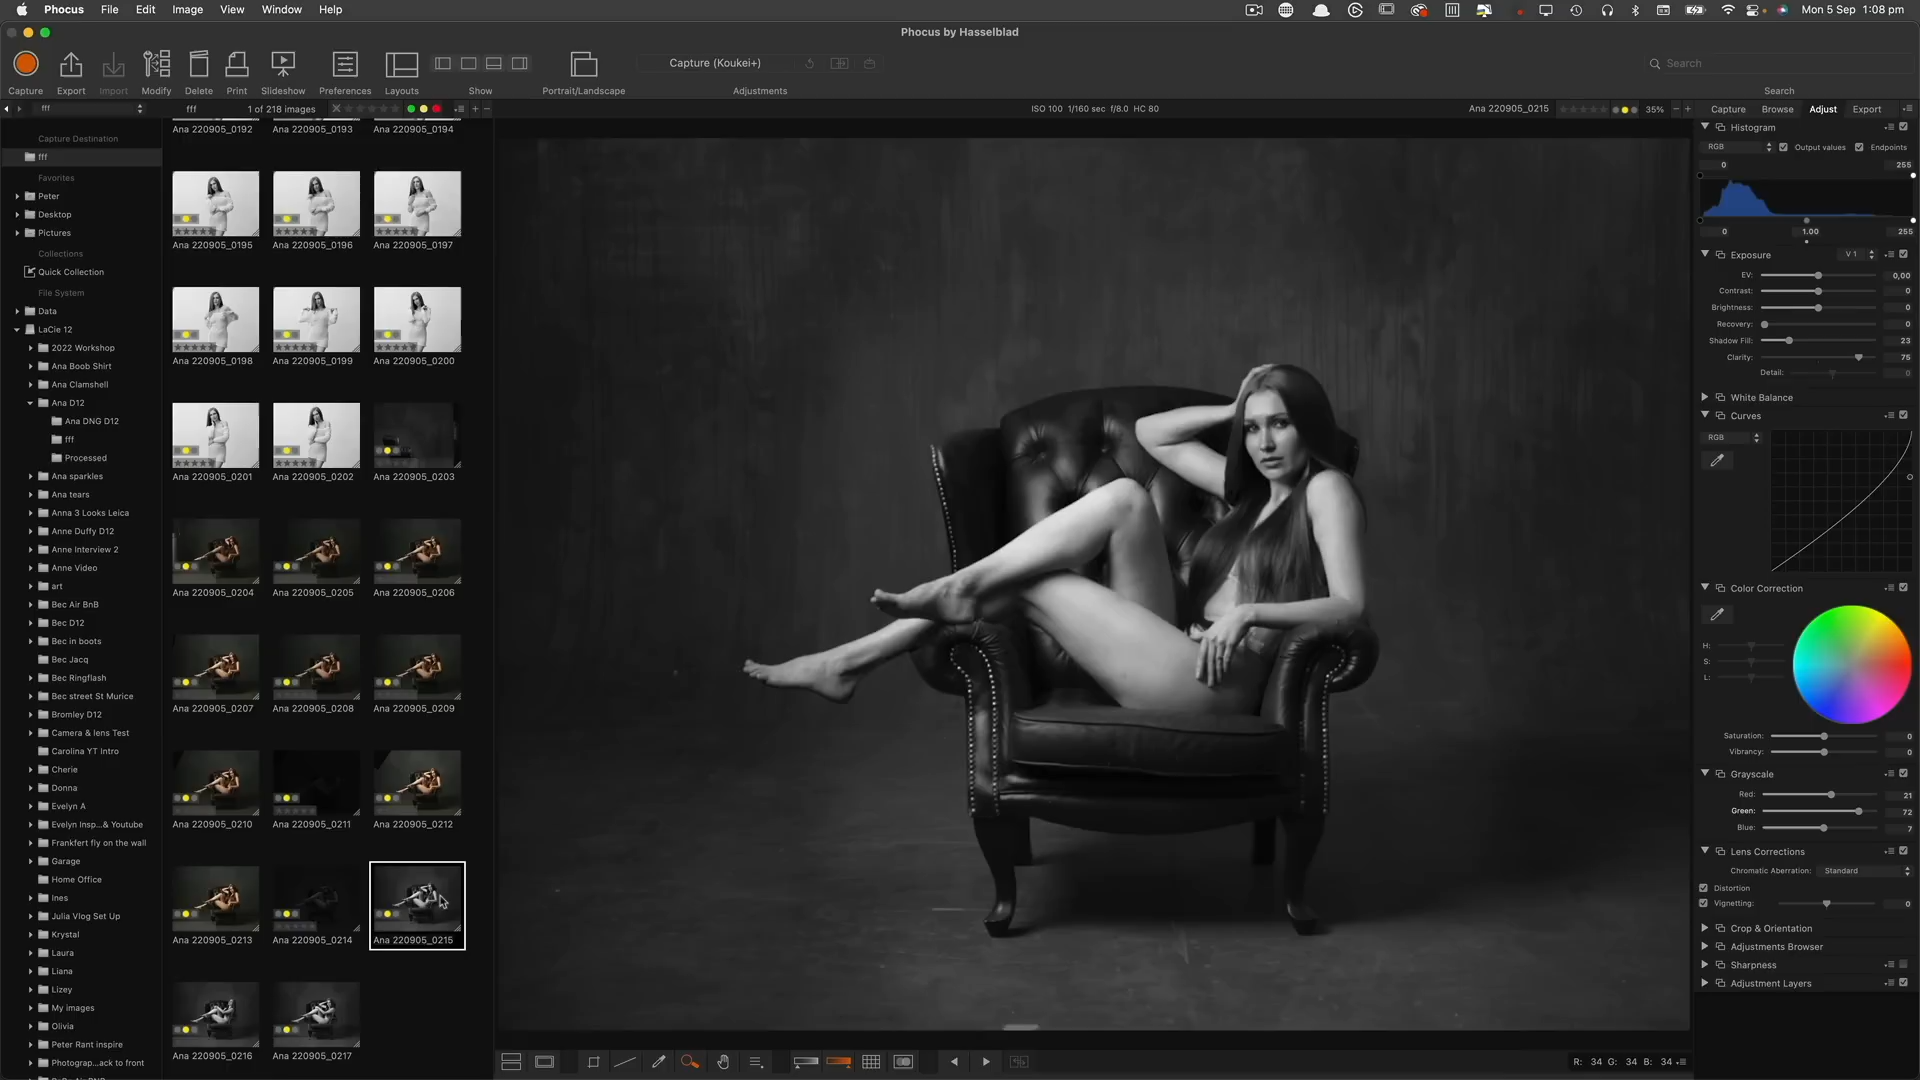 Phocus File Edit Image View Window Help
Mon 5 Sep 1:08 pm
Phocus by Hasselblad
Capture Export Import Modify Delete Print Slideshow Preferences Layouts Show Portrait/Landscape
Capture (Koukei+)
Adjustments
Search
Search
fff
fff
1 of 218 images
ISO 100 1/160 sec f/8.0 HC 80
Ana 220905_0215
35%
Capture Browse Adjust Export
Capture Destination
fff
Favorites
Peter
Desktop
Pictures
Collections
Quick Collection
File System
Data
LaCie 12
2022 Workshop
Ana Boob Shirt
Ana Clamshell
Ana D12
Ana DNG D12
fff
Processed
Ana sparkles
Ana tears
Anna 3 Looks Leica
Anne Duffy D12
Anne Interview 2
Anne Video
art
Bec Air BnB
Bec D12
Bec in boots
Bec Jacq
Bec Ringflash
Bec street St Murice
Bromley D12
Camera & lens Test
Carolina YT Intro
Cherie
Donna
Evelyn A
Evelyn Insp...& Youtube
Frankfert fly on the wall
Garage
Home Office
Ines
Julia Vlog Set Up
Krystal
Laura
Liana
Lizey
My images
Olivia
Peter Rant inspire
Photograp...ack to front
Ana 220905_0192 Ana 220905_0193 Ana 220905_0194
Ana 220905_0195 Ana 220905_0196 Ana 220905_0197
Ana 220905_0198 Ana 220905_0199 Ana 220905_0200
Ana 220905_0201 Ana 220905_0202 Ana 220905_0203
Ana 220905_0204 Ana 220905_0205 Ana 220905_0206
Ana 220905_0207 Ana 220905_0208 Ana 220905_0209
Ana 220905_0210 Ana 220905_0211 Ana 220905_0212
Ana 220905_0213 Ana 220905_0214 Ana 220905_0215
Ana 220905_0216 Ana 220905_0217
Histogram
RGB Output values Endpoints
0 255
0 1.00 255
Exposure V 1
EV: 0,00
Contrast: 0
Brightness: 0
Recovery: 0
Shadow Fill: 23
Clarity: 75
Detail: 0
White Balance
Curves
RGB
Color Correction
H:
S:
L:
Saturation: 0
Vibrancy: 0
Grayscale
Red: 21
Green: 72
Blue: 7
Lens Corrections
Chromatic Aberration: Standard
Distortion
Vignetting: 0
Crop & Orientation
Adjustments Browser
Sharpness
Adjustment Layers
R: 34 G: 34 B: 34